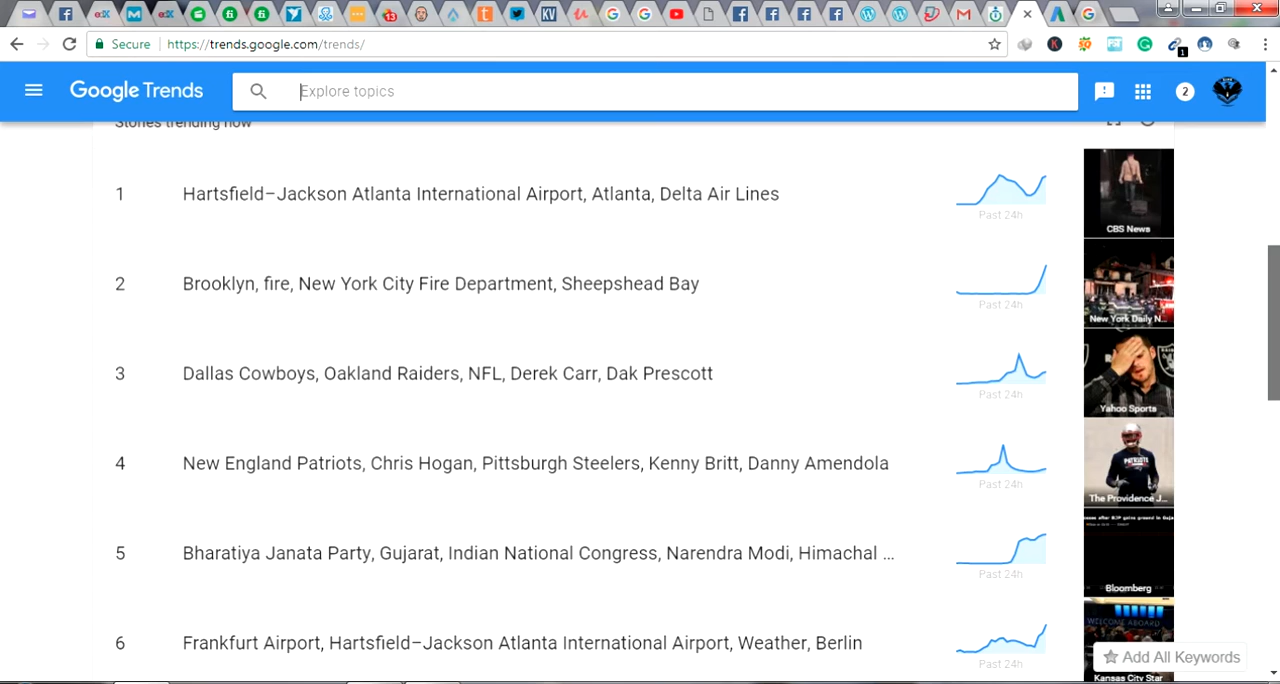 Secure https://trends.google.com/trends/
1
Google Trends
Explore topics
2
Stories trending now
1
Hartsfield–Jackson Atlanta International Airport, Atlanta, Delta Air Lines
Past 24h
CBS News
2
Brooklyn, fire, New York City Fire Department, Sheepshead Bay
Past 24h
New York Daily N...
3
Dallas Cowboys, Oakland Raiders, NFL, Derek Carr, Dak Prescott
Past 24h
Yahoo Sports
4
New England Patriots, Chris Hogan, Pittsburgh Steelers, Kenny Britt, Danny Amendola
Past 24h
PATRIOTS
The Providence J...
5
Bharatiya Janata Party, Gujarat, Indian National Congress, Narendra Modi, Himachal ...
Past 24h
Bloomberg
6
Frankfurt Airport, Hartsfield–Jackson Atlanta International Airport, Weather, Berlin
Past 24h
WELCOME ABOARD
Kansas City Star
Add All Keywords